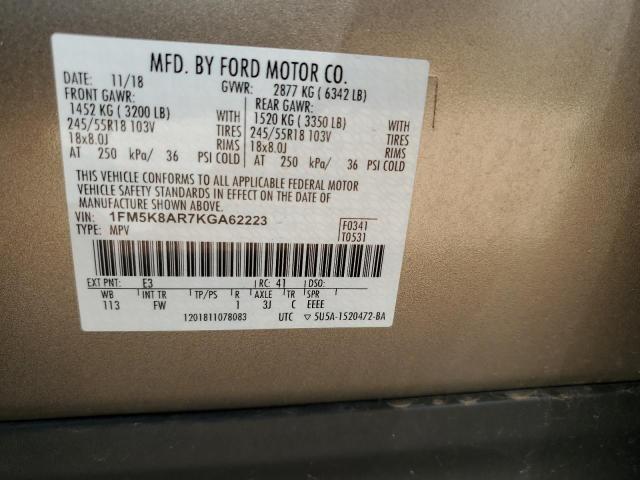 MFD. BY FORD MOTOR CO.
DATE: 11/18 GVWR: 2877 KG ( 6342 LB)
FRONT GAWR: REAR GAWR:
1452 KG ( 3200 LB) WITH 1520 KG ( 3350 LB) WITH
245/55R18 103V TIRES 245/55R18 103V TIRES
18x8.0J RIMS 18x8.0J RIMS
AT 250 kPa/ 36 PSI COLD AT 250 kPa/ 36 PSI COLD
THIS VEHICLE CONFORMS TO ALL APPLICABLE FEDERAL MOTOR
VEHICLE SAFETY STANDARDS IN EFFECT ON THE DATE OF
MANUFACTURE SHOWN ABOVE.
VIN: 1FM5K8AR7KGA62223 F0341
TYPE: MPV T0531
EXT PNT: E3 RC: 41 DSO:
WB INT TR TP/PS R AXLE TR SPR
113 FW 1 3J C EEEE
1201811078083 UTC ▽ 5U5A-1520472-BA